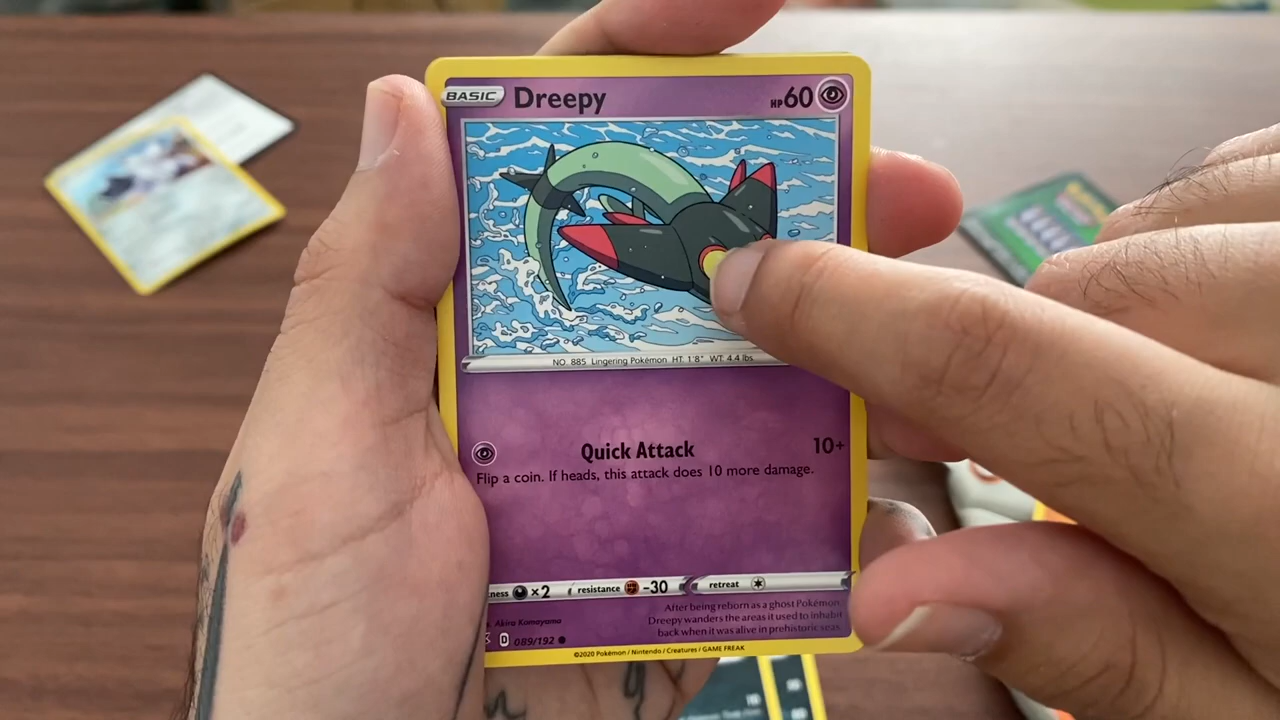 BASIC Dreepy HP 60
NO. 885 Lingering Pokémon HT: 1'8" WT: 4.4 lbs.
Quick Attack 10+
Flip a coin. If heads, this attack does 10 more damage.
ness ×2 resistance -30 retreat
After being reborn as a ghost Pokémon,
Dreepy wanders the areas it used to inhabit
back when it was alive in prehistoric seas.
Akira Komayama
D 089/192
©2020 Pokémon / Nintendo / Creatures / GAME FREAK